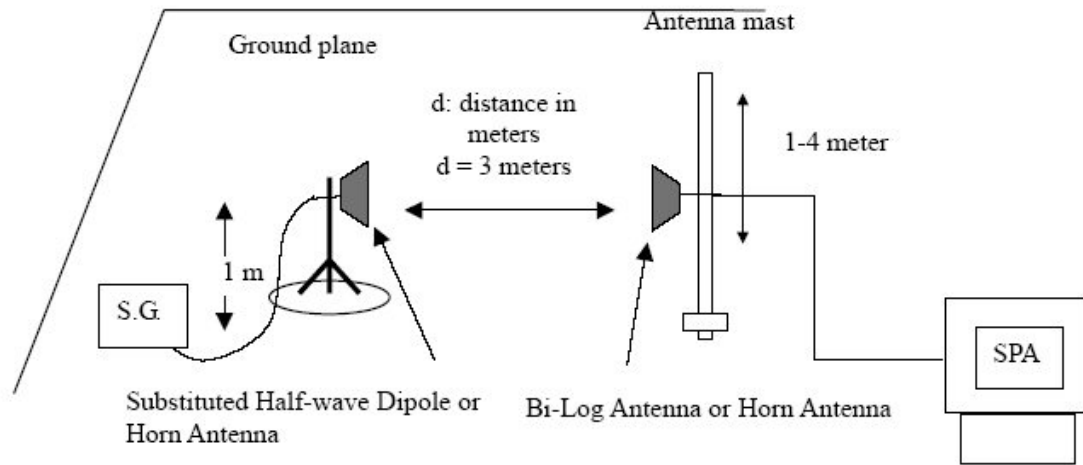 Antenna mast
Ground plane
d: distance in
meters
d = 3 meters
1-4 meter
1 m
S.G.
SPA
Substituted Half-wave Dipole or
Horn Antenna
Bi-Log Antenna or Horn Antenna